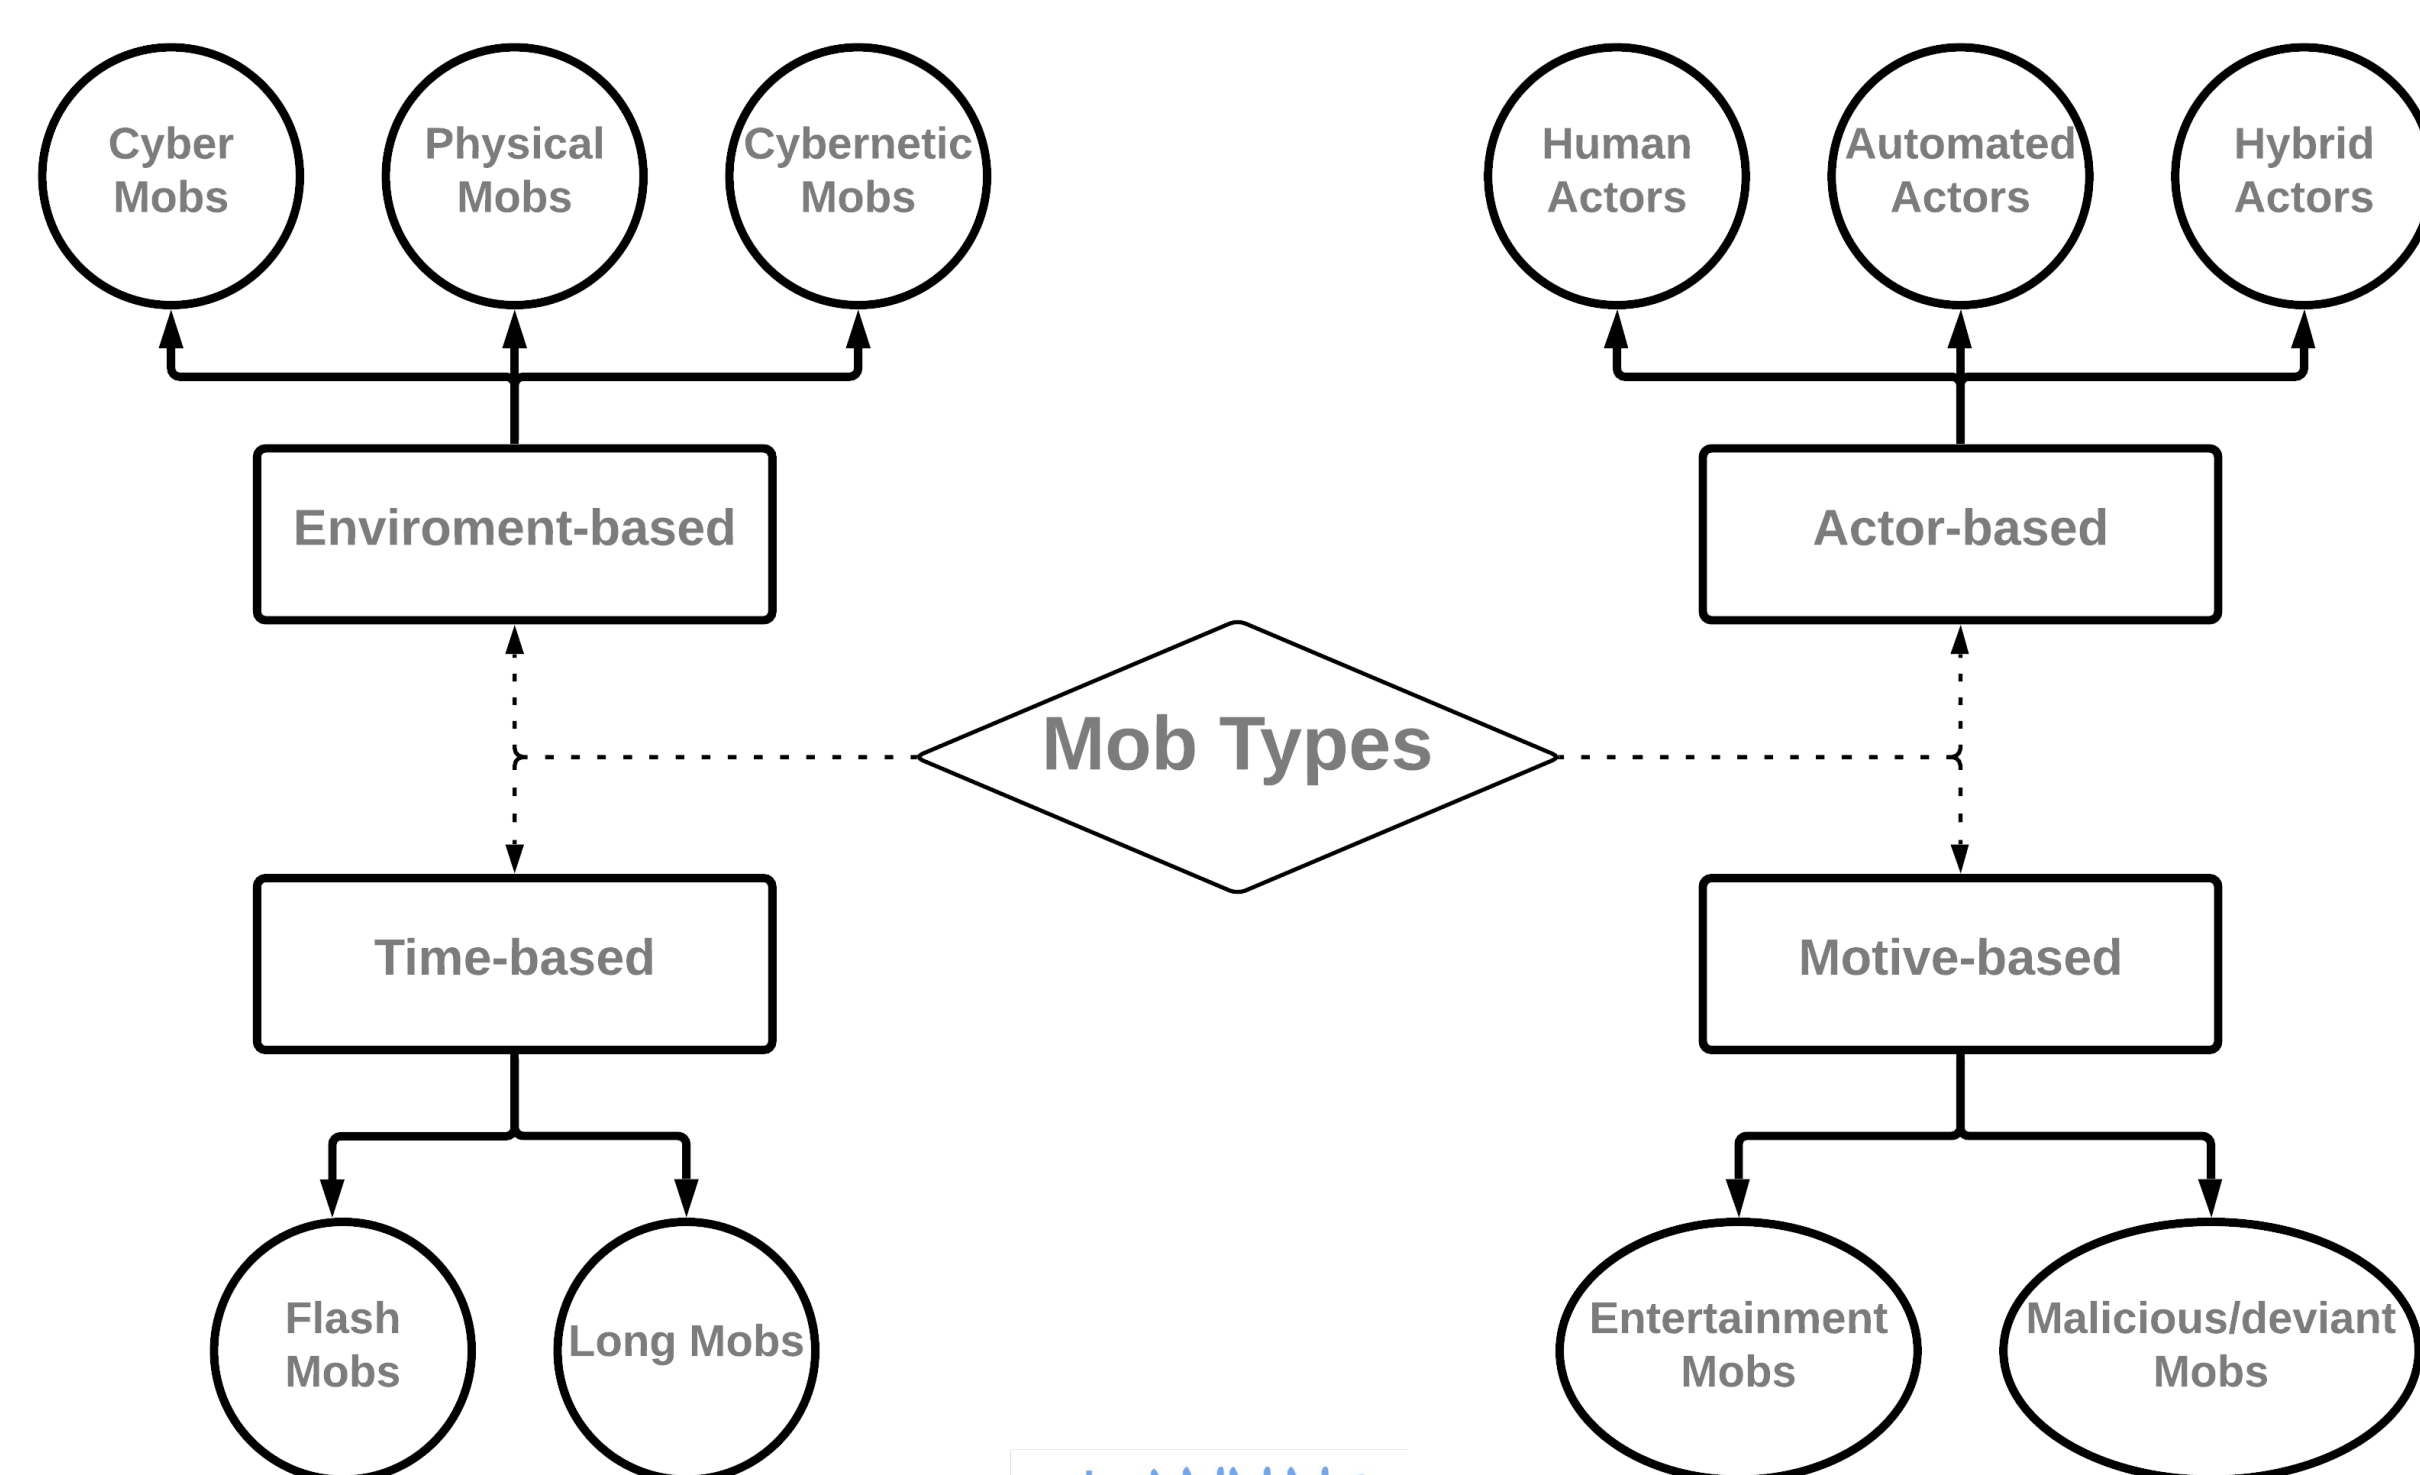 Cyber
Mobs
Physical
Mobs
Cybernetic
Mobs
Human
Actors
Automated
Actors
Hybrid
Actors
Enviroment-based
Actor-based
Mob Types
Time-based
Motive-based
Flash
Mobs
Long Mobs
Entertainment
Mobs
Malicious/deviant
Mobs